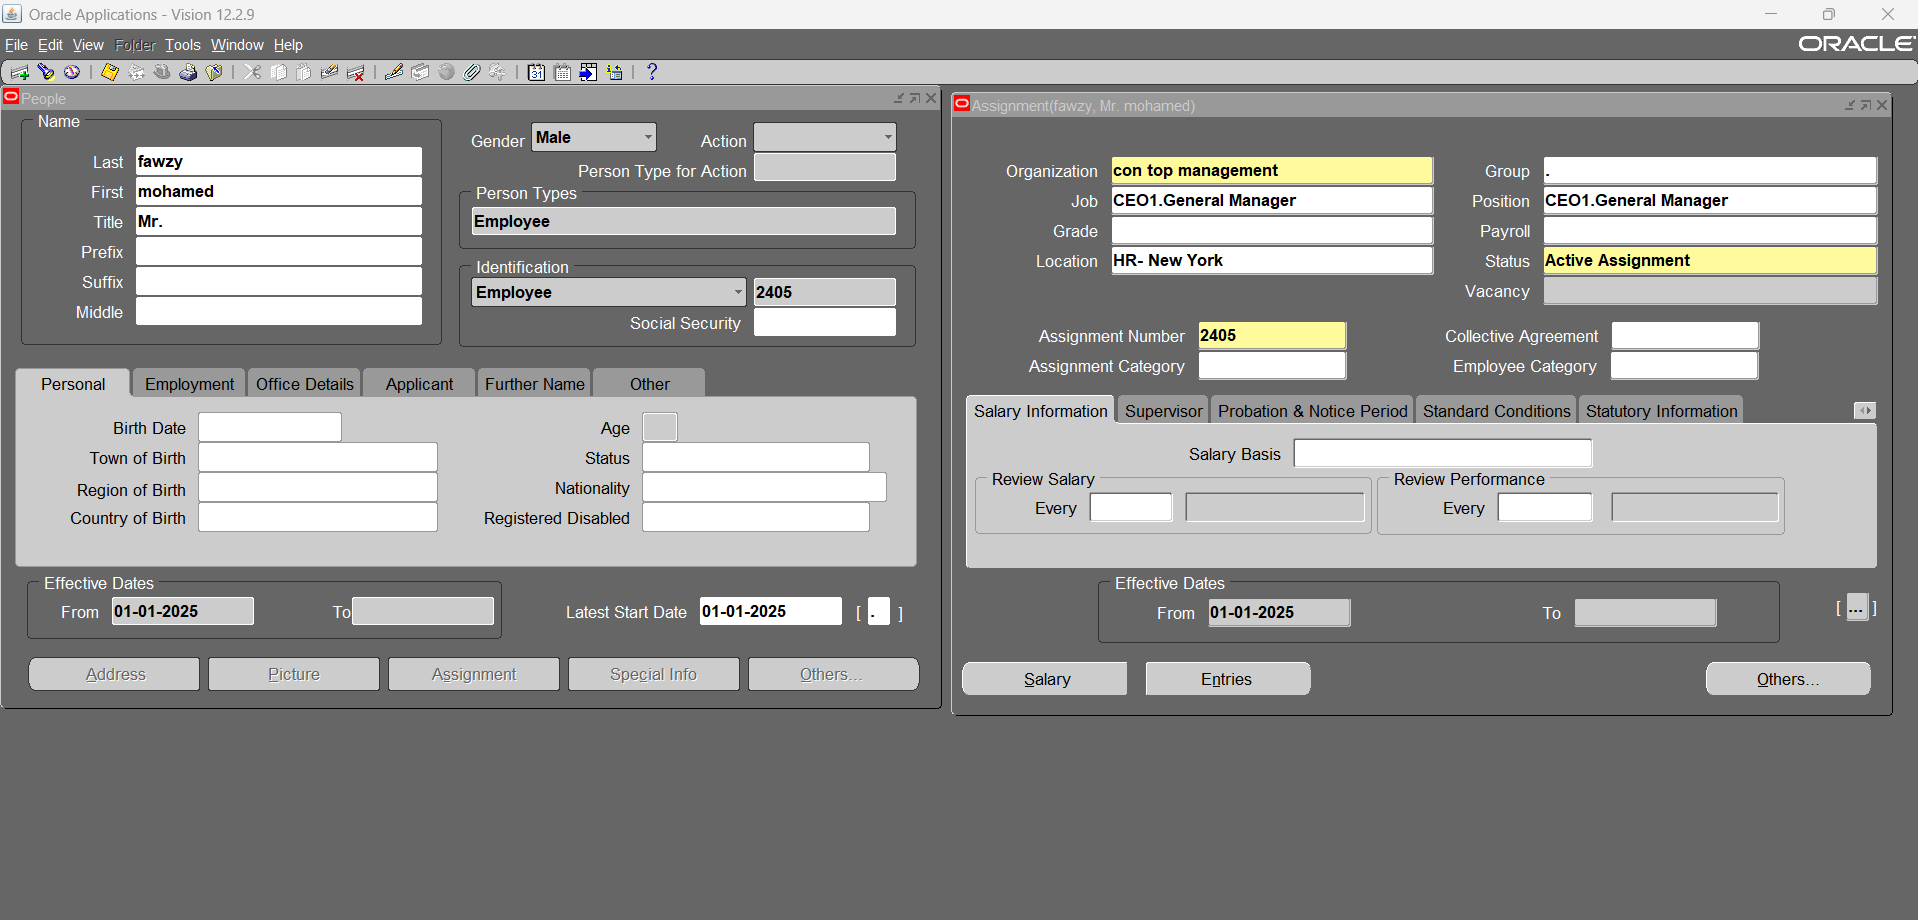 Oracle Applications - Vision 12.2.9
File Edit View Folder Tools Window Help
ORACLE
People
Name
Last fawzy
First mohamed
Title Mr.
Prefix
Suffix
Middle
Gender Male
Action
Person Type for Action
Person Types
Employee
Identification
Employee 2405
Social Security
Personal Employment Office Details Applicant Further Name Other
Birth Date
Town of Birth
Region of Birth
Country of Birth
Age
Status
Nationality
Registered Disabled
Effective Dates
From 01-01-2025 To
Latest Start Date 01-01-2025 [ . ]
Address Picture Assignment Special Info Others...
Assignment(fawzy, Mr. mohamed)
Organization con top management
Job CEO1.General Manager
Grade
Location HR- New York
Group .
Position CEO1.General Manager
Payroll
Status Active Assignment
Vacancy
Assignment Number 2405
Assignment Category
Collective Agreement
Employee Category
Salary Information Supervisor Probation & Notice Period Standard Conditions Statutory Information
Salary Basis
Review Salary
Every
Review Performance
Every
Effective Dates
From 01-01-2025 To
[ ... ]
Salary Entries Others...